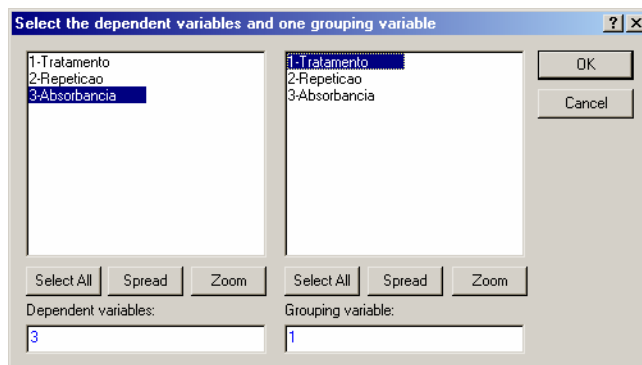 Select the dependent variables and one grouping variable
1-Tratamento
2-Repeticao
3-Absorbancia
1-Tratamento
2-Repeticao
3-Absorbancia
OK
Cancel
Select All
Spread
Zoom
Select All
Spread
Zoom
Dependent variables:
3
Grouping variable:
1